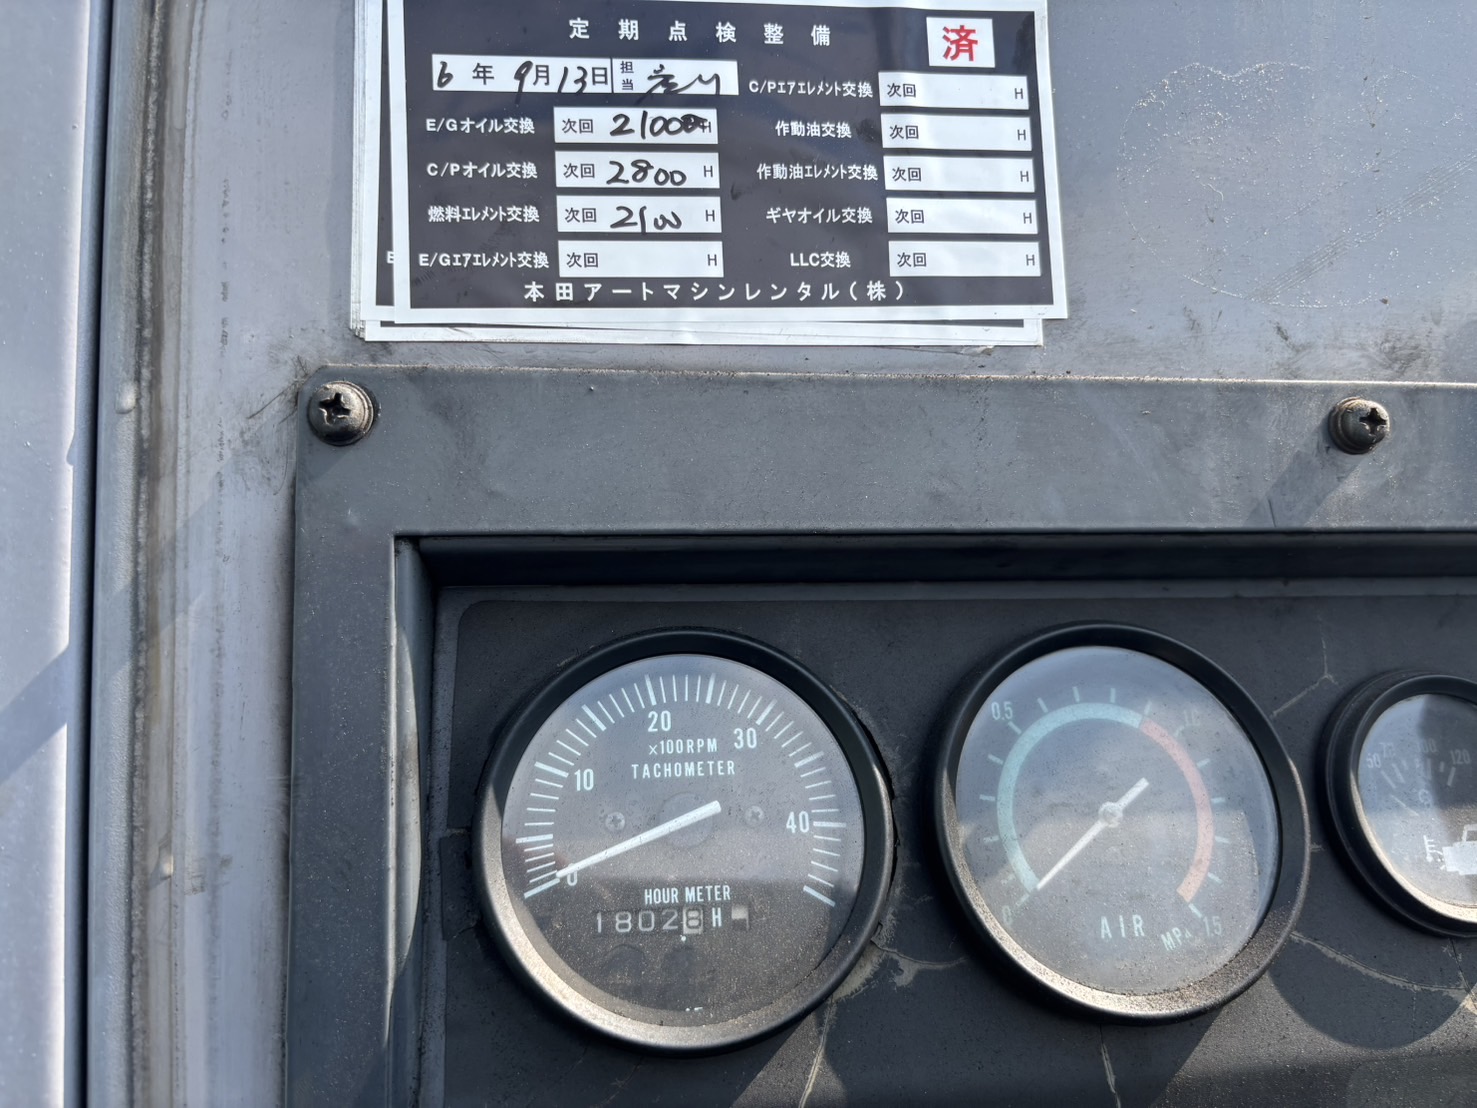 定期点検整備 済
6年9月13日 担当
E/Gオイル交換 次回 21000H
C/Pオイル交換 次回 2800 H
燃料エレメント交換 次回 2100 H
E/Gエアエレメント交換 次回 H
C/Pエアエレメント交換 次回 H
作動油交換 次回 H
作動油エレメント交換 次回 H
ギヤオイル交換 次回 H
LLC交換 次回 H
本田アートマシンレンタル(株)
E
0 10 20 30 40
×100RPM
TACHOMETER
HOUR METER
18028 H
0 0.5 1.0 1.5
AIR
MPa
50 75 100 120